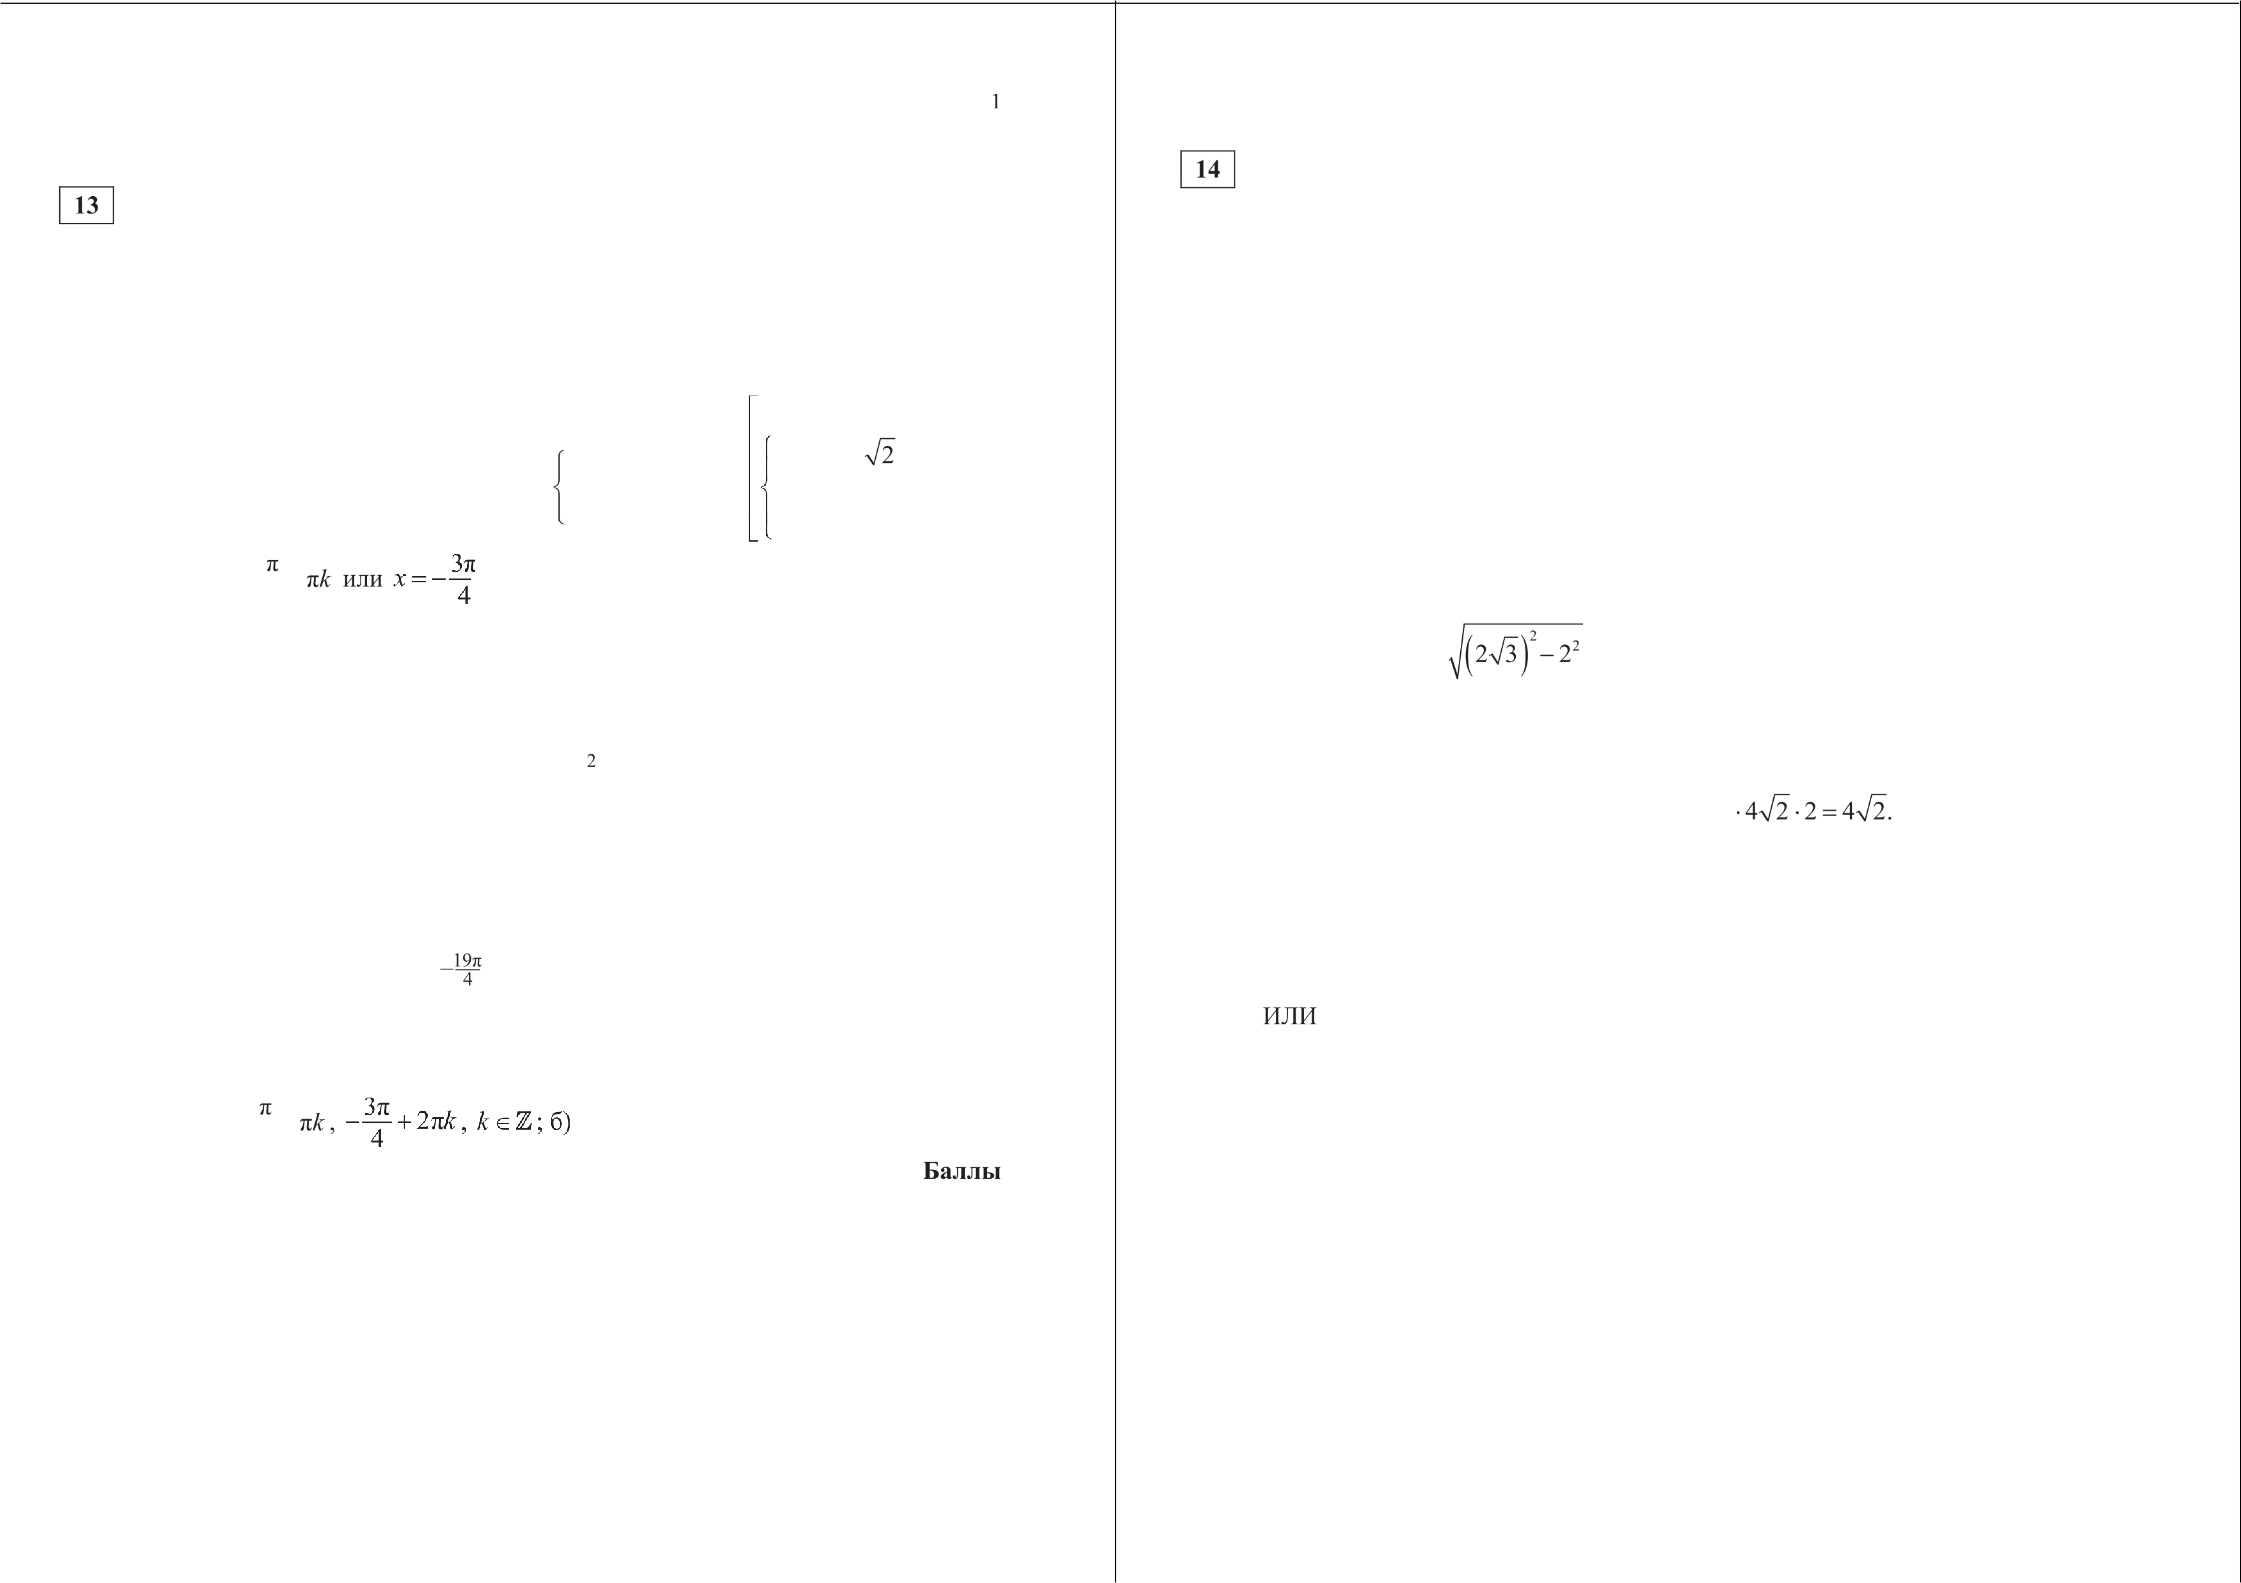 1
13
√2
π πk или x = −3π/4
2
−19π/4
π πk, −3π/4 + 2πk, k ∈ ℤ; б)
Баллы
14
√((2√3)² − 2²)
· 4√2 · 2 = 4√2.
ИЛИ